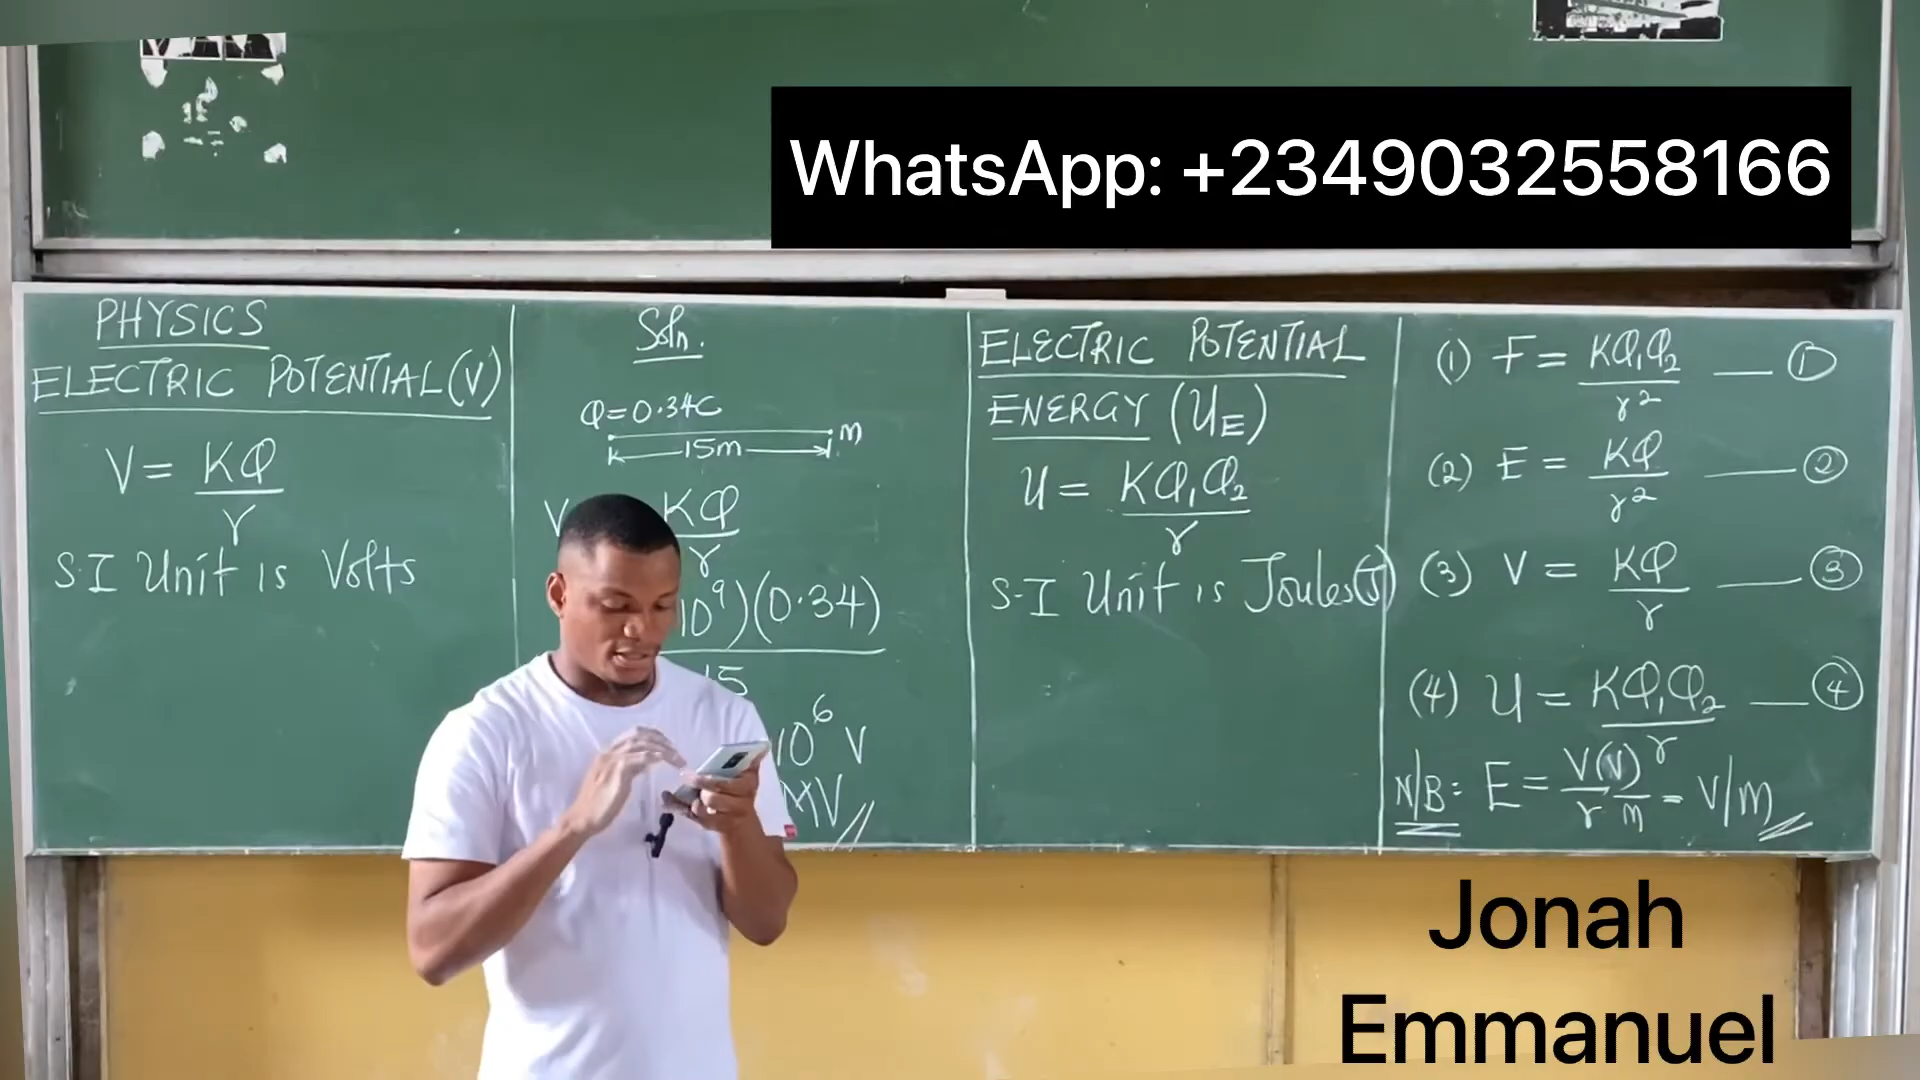 WhatsApp: +2349032558166
PHYSICS
ELECTRIC POTENTIAL (V)
V = KQ/r
S.I Unit is Volts
Soln.
Q=0.34C
15m m
V KQ/r
10⁹)(0.34)
15
10⁶ V
MV//
ELECTRIC POTENTIAL
ENERGY (UE)
U = KQ₁Q₂/r
S.I Unit is Joules(J)
(1) F = KQ₁Q₂/r² — ①
(2) E = KQ/r² — ②
(3) V = KQ/r — ③
(4) U = KQ₁Q₂/r — ④
N/B: E = V/r (V)/m = V/m//
Jonah
Emmanuel